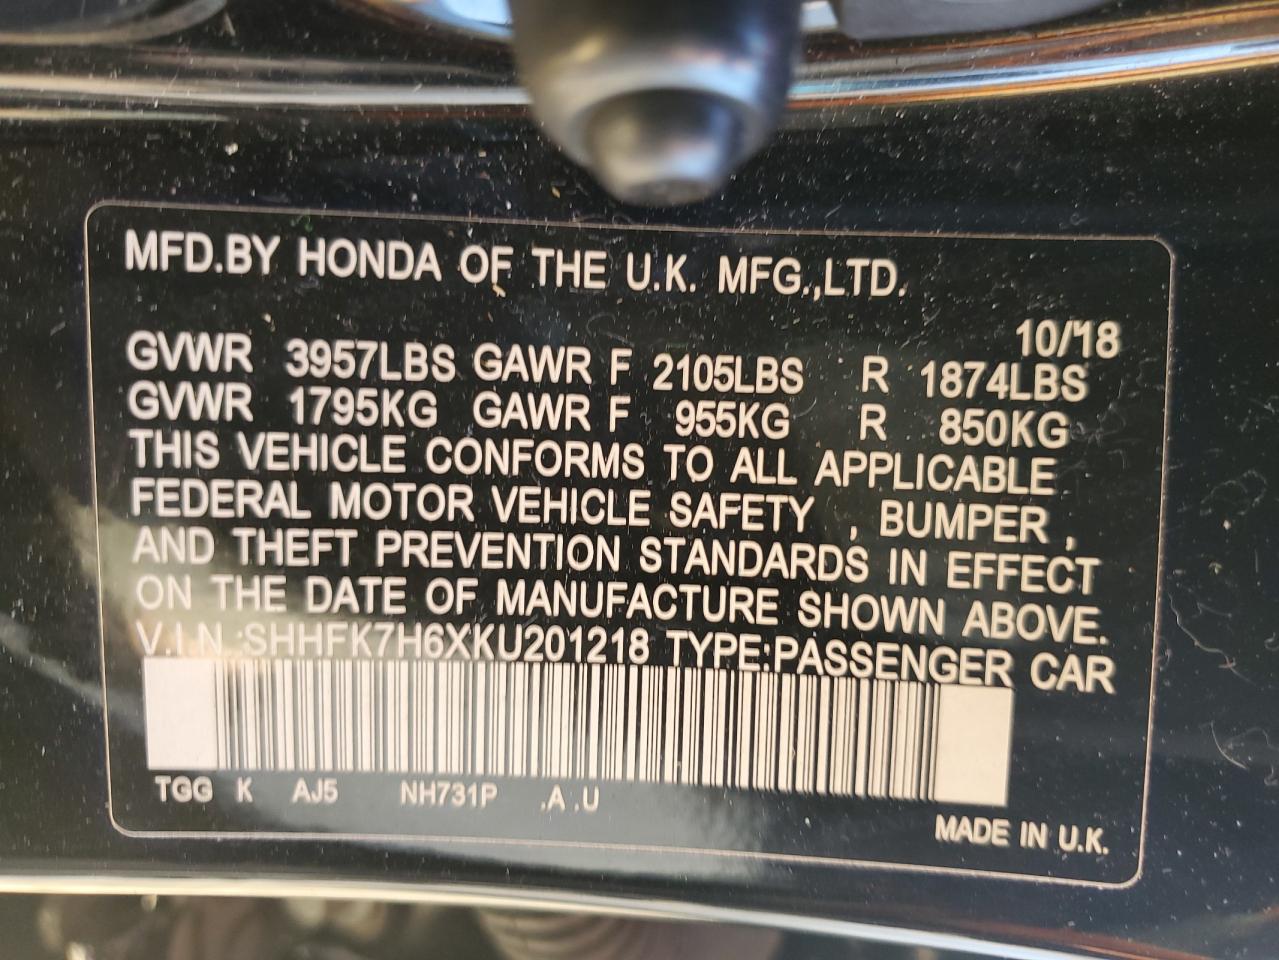 MFD.BY HONDA OF THE U.K. MFG.,LTD.
10/'18
GVWR 3957LBS GAWR F 2105LBS R 1874LBS
GVWR 1795KG GAWR F 955KG R 850KG
THIS VEHICLE CONFORMS TO ALL APPLICABLE
FEDERAL MOTOR VEHICLE SAFETY , BUMPER ,
AND THEFT PREVENTION STANDARDS IN EFFECT
ON THE DATE OF MANUFACTURE SHOWN ABOVE.
V.I.N.:SHHFK7H6XKU201218 TYPE:PASSENGER CAR
TGG K AJ5 NH731P .A .U
MADE IN U.K.